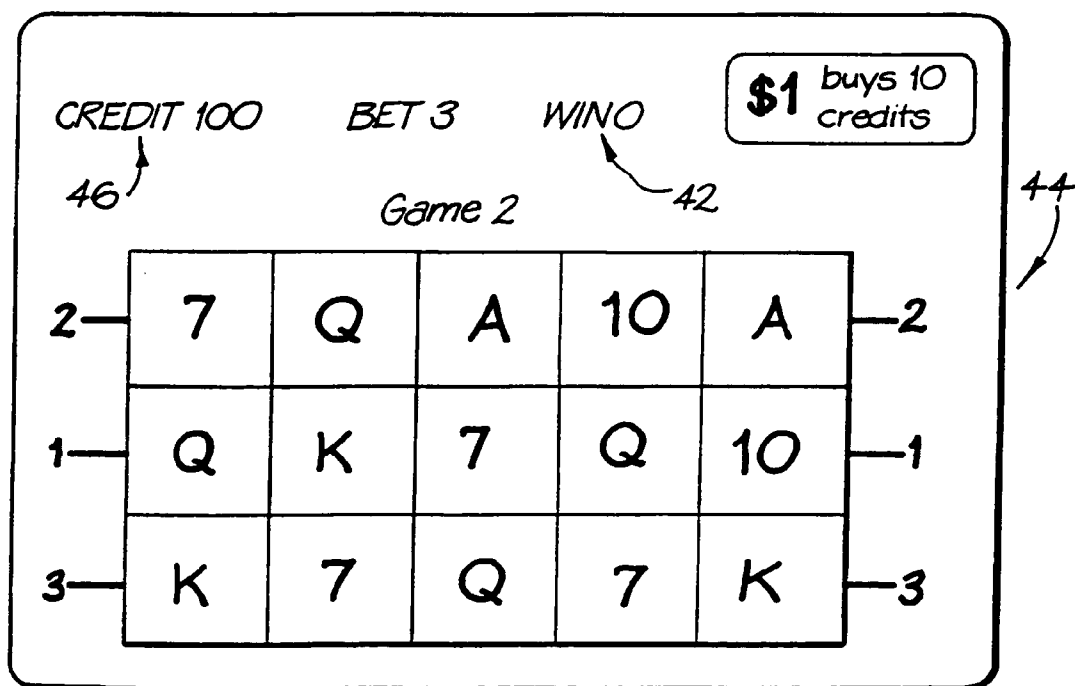 $1 buys 10
credits
CREDIT 100 BET 3 WIN 0
46 42 44
Game 2
2 7 Q A 10 A 2
1 Q K 7 Q 10 1
3 K 7 Q 7 K 3